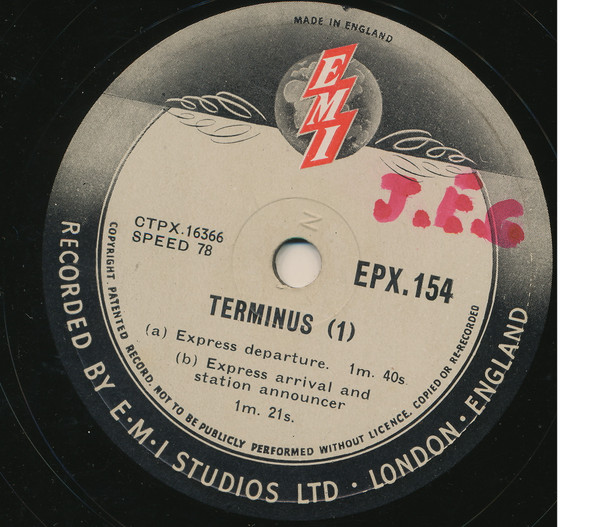 MADE IN ENGLAND
EMI
J.E.S
CTPX.16366
SPEED 78
EPX.154
TERMINUS (1)
(a) Express departure. 1m. 40s.
(b) Express arrival and
station announcer
1m. 21s.
COPYRIGHT PATENTED RECORD. NOT TO BE PUBLICLY PERFORMED WITHOUT LICENCE, COPIED OR RE-RECORDED
RECORDED BY E·M·I STUDIOS LTD · LONDON · ENGLAND
N